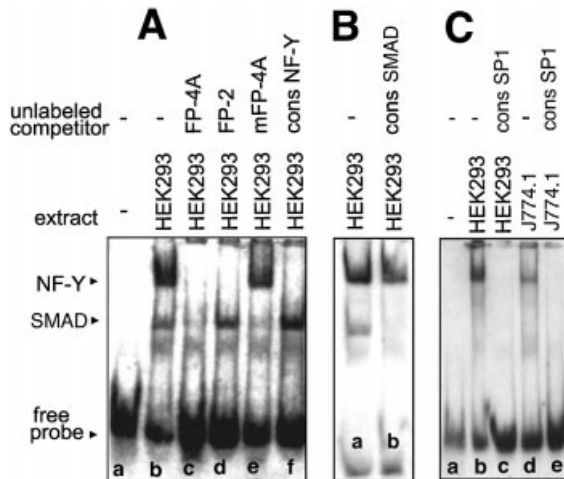 A B C
unlabeled competitor - - FP-4A FP-2 mFP-4A cons NF-Y - cons SMAD - - cons SP1 - cons SP1
extract - HEK293 HEK293 HEK293 HEK293 HEK293 HEK293 HEK293 - HEK293 HEK293 J774.1 J774.1
NF-Y
SMAD
free probe
a b c d e f a b a b c d e